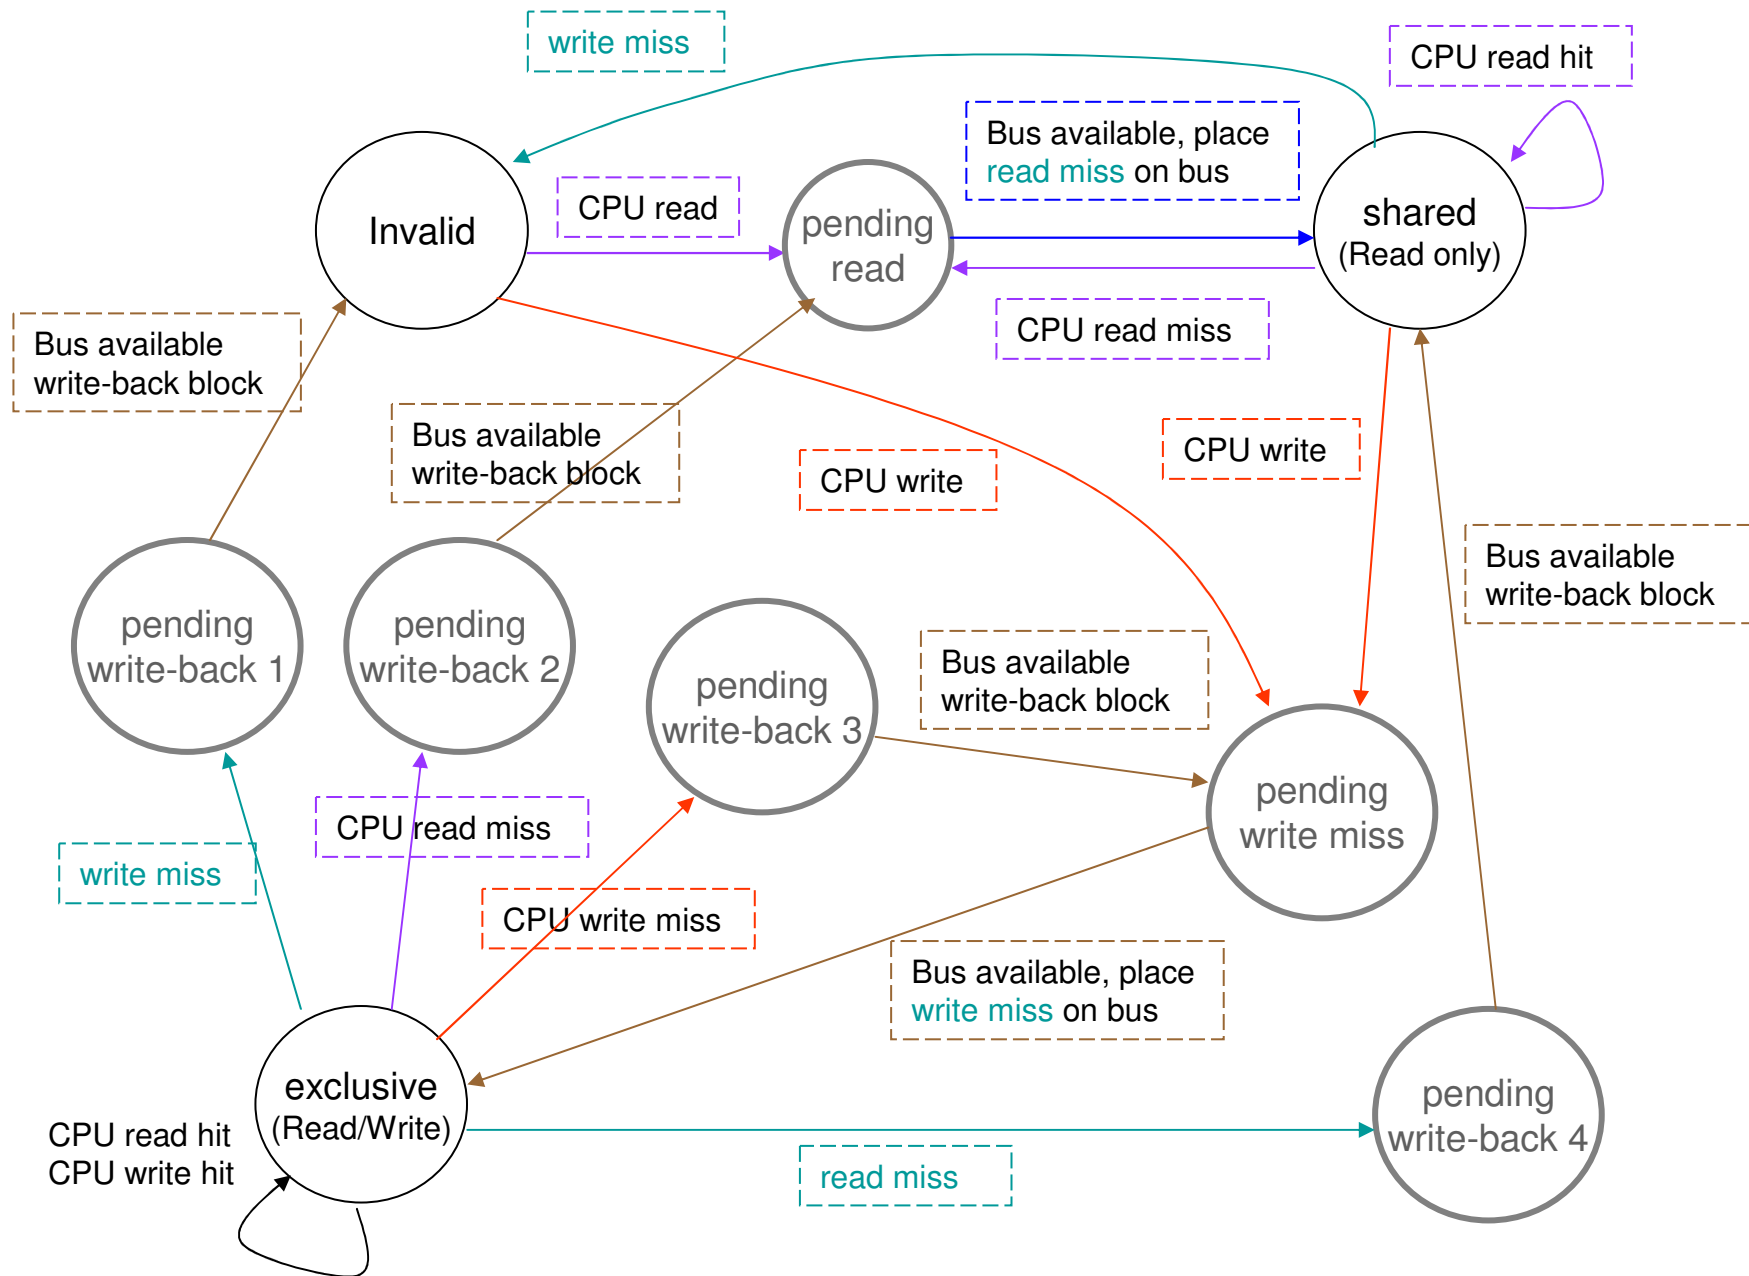 write miss
CPU read hit
Bus available, place
read miss on bus
CPU read
Invalid
pending
read
shared
(Read only)
CPU read miss
Bus available
write-back block
Bus available
write-back block
CPU write
CPU write
Bus available
write-back block
pending
write-back 1
pending
write-back 2
pending
write-back 3
Bus available
write-back block
pending
write miss
CPU read miss
write miss
CPU write miss
Bus available, place
write miss on bus
exclusive
(Read/Write)
CPU read hit
CPU write hit
pending
write-back 4
read miss